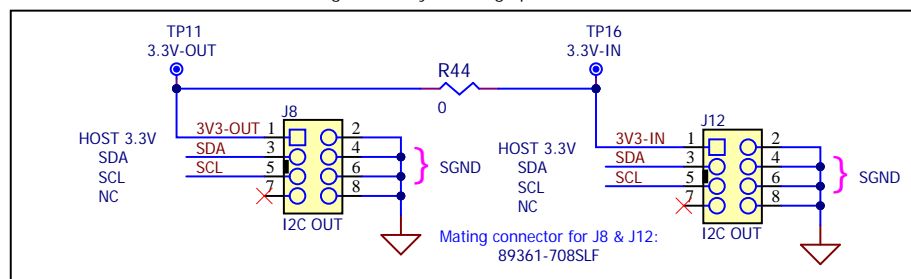 TP11
3.3V-OUT
TP16
3.3V-IN
R44
0
J8
3V3-OUT 1 2
HOST 3.3V
SDA 3 4
SDA
SCL 5 6
SCL
7 8
NC
SGND
I2C OUT
J12
3V3-IN 1 2
HOST 3.3V
SDA 3 4
SDA
SCL 5 6
SCL
7 8
NC
SGND
I2C OUT
Mating connector for J8 & J12:
89361-708SLF